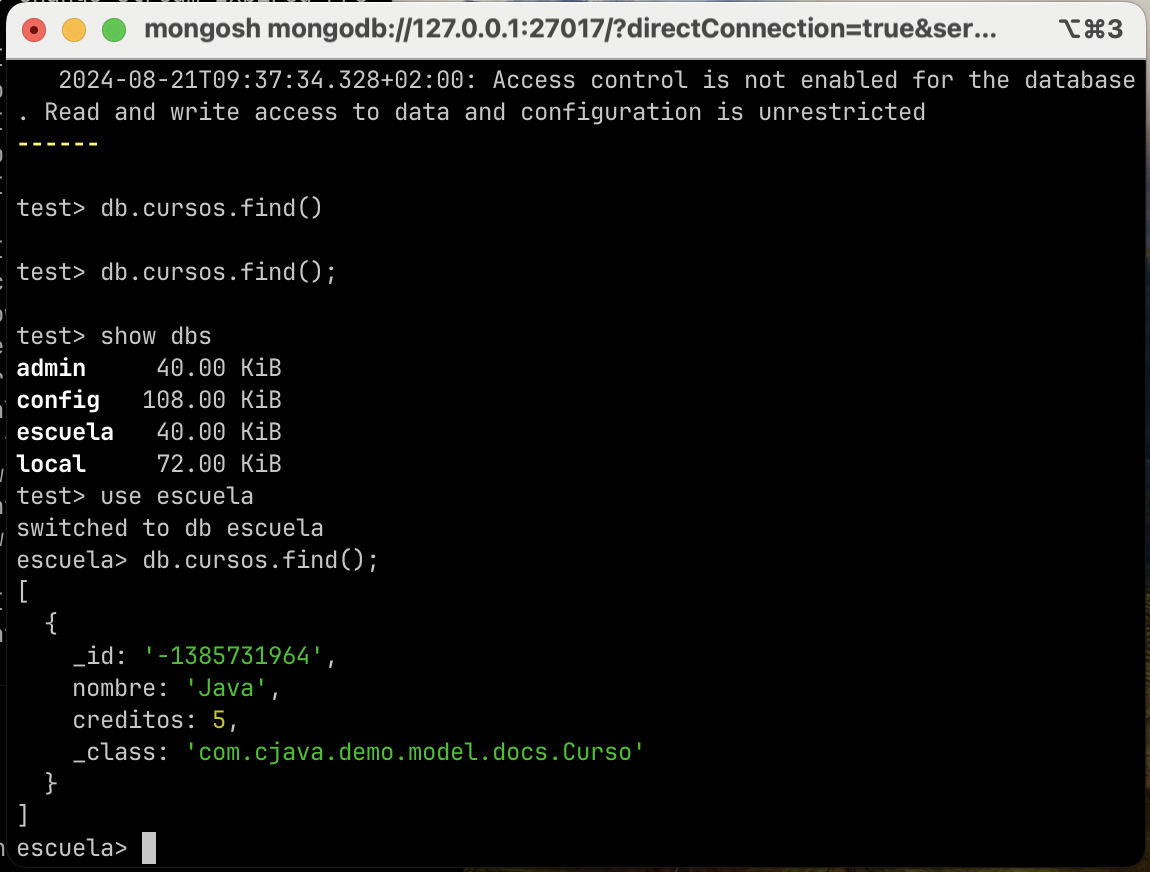 mongosh mongodb://127.0.0.1:27017/?directConnection=true&ser... ⌥⌘3
2024-08-21T09:37:34.328+02:00: Access control is not enabled for the database
. Read and write access to data and configuration is unrestricted
------
test> db.cursos.find()
test> db.cursos.find();
test> show dbs
admin     40.00 KiB
config   108.00 KiB
escuela   40.00 KiB
local     72.00 KiB
test> use escuela
switched to db escuela
escuela> db.cursos.find();
[
  {
    _id: '-1385731964',
    nombre: 'Java',
    creditos: 5,
    _class: 'com.cjava.demo.model.docs.Curso'
  }
]
escuela>